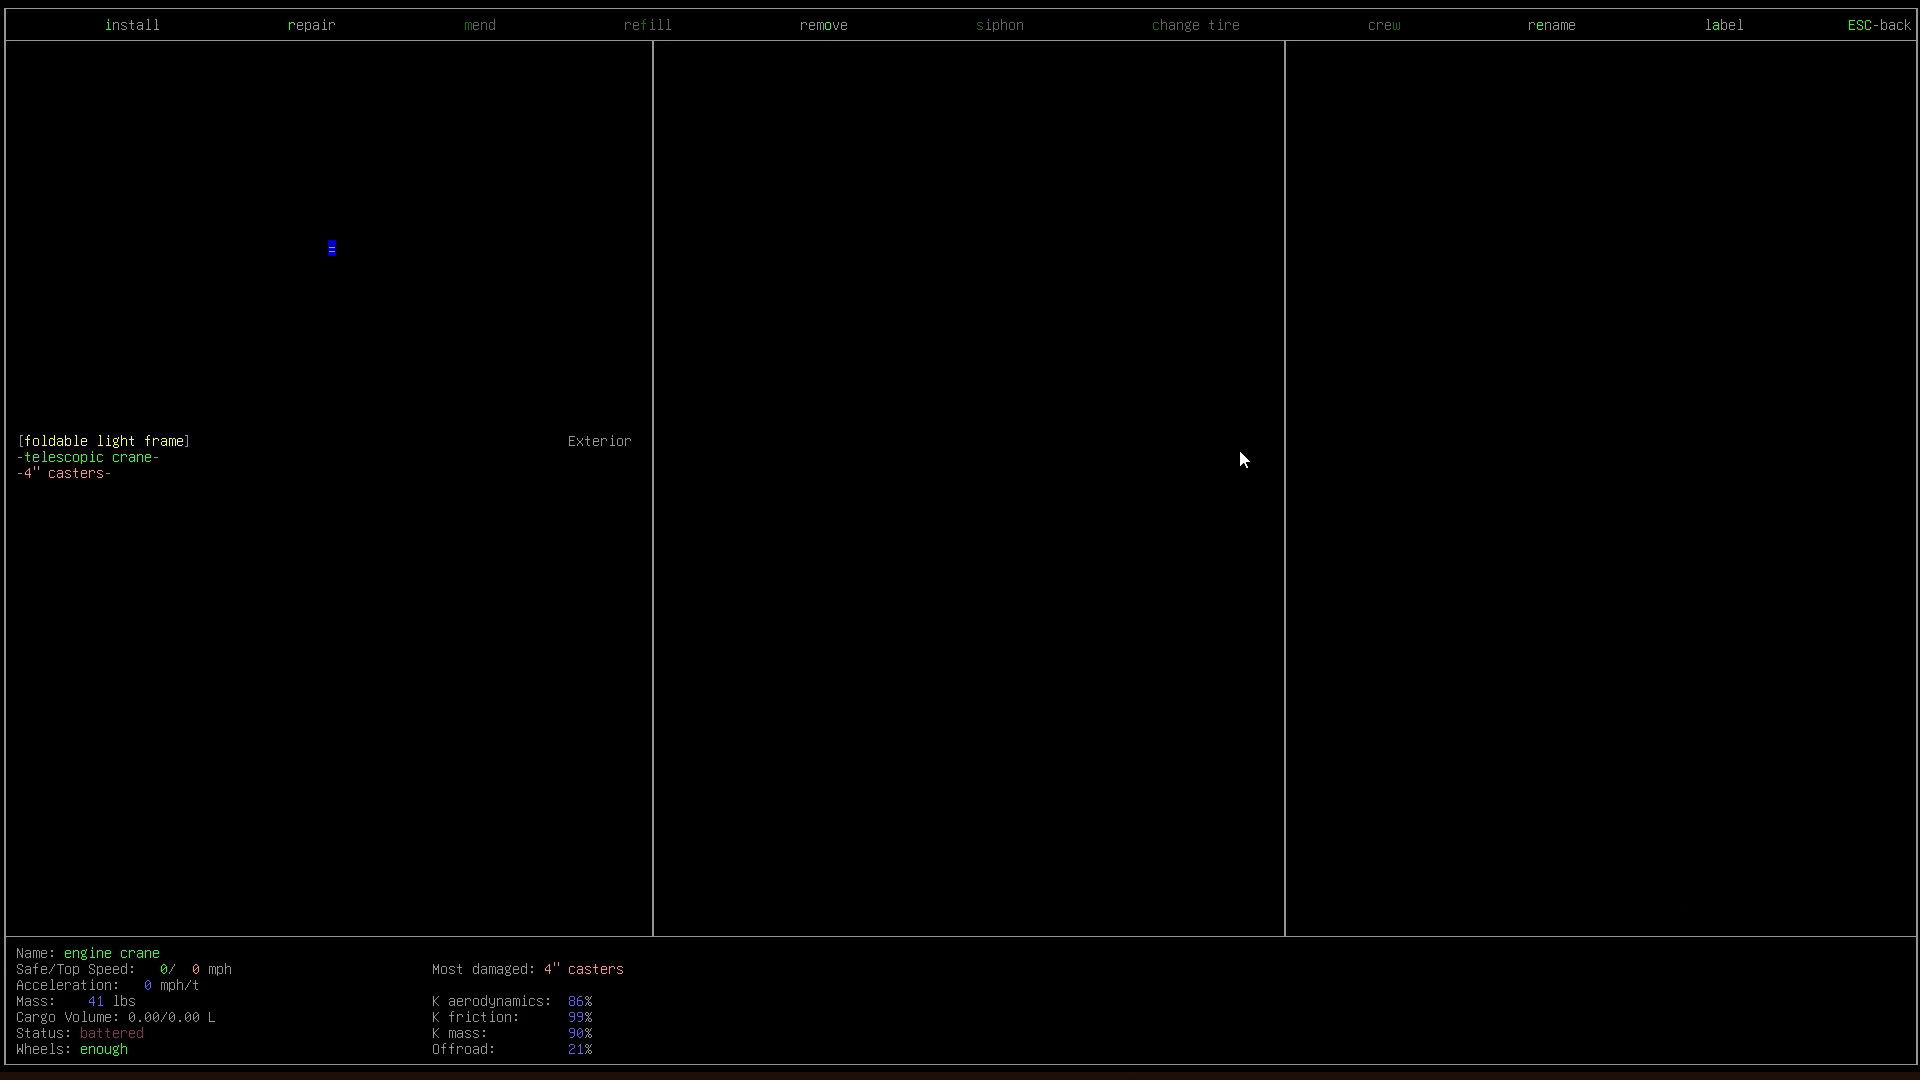 install repair mend refill remove siphon change tire crew rename label ESC-back
=
[foldable light frame] Exterior
-telescopic crane-
-4" casters-
Name: engine crane
Safe/Top Speed: 0/ 0 mph Most damaged: 4" casters
Acceleration: 0 mph/t
Mass: 41 lbs K aerodynamics: 86%
Cargo Volume: 0.00/0.00 L K friction: 99%
Status: battered K mass: 90%
Wheels: enough Offroad: 21%